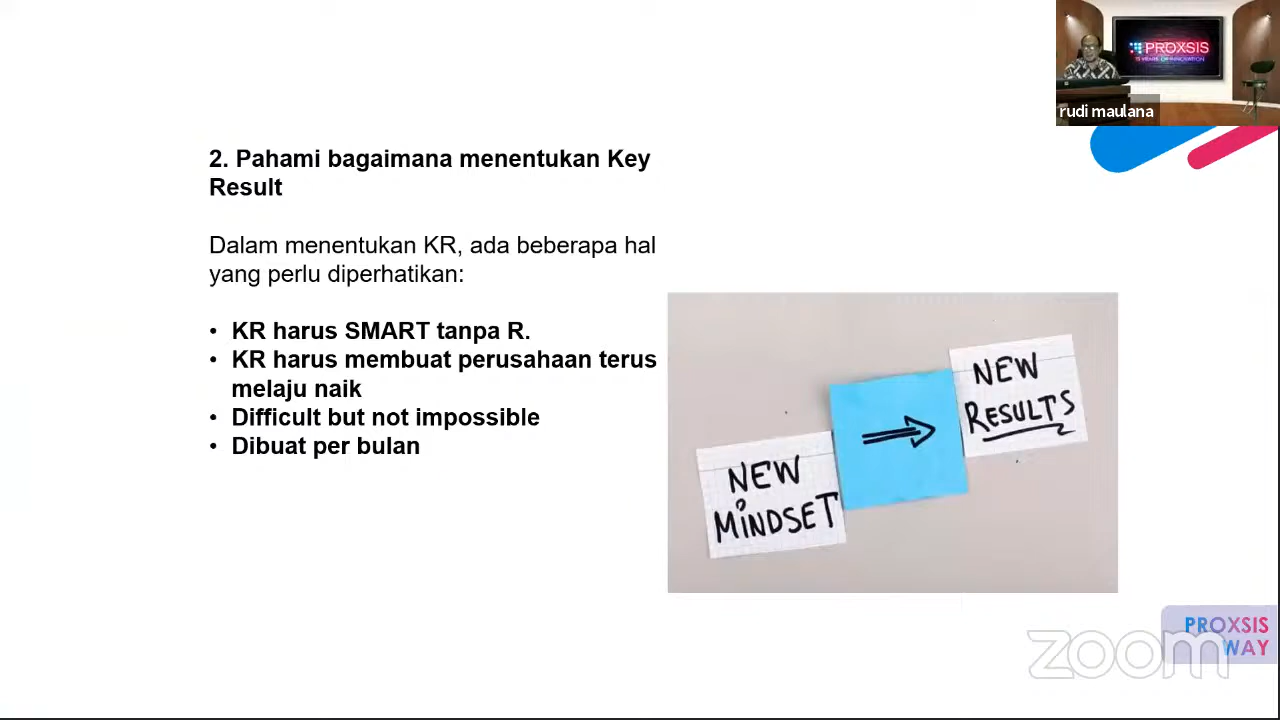 PROXSIS
15 YEARS OF INNOVATION
rudi maulana
2. Pahami bagaimana menentukan Key
Result
Dalam menentukan KR, ada beberapa hal
yang perlu diperhatikan:
• KR harus SMART tanpa R.
• KR harus membuat perusahaan terus
melaju naik
• Difficult but not impossible
• Dibuat per bulan
NEW
MINDSET
NEW
RESULTS
PROXSIS
WAY
zoom